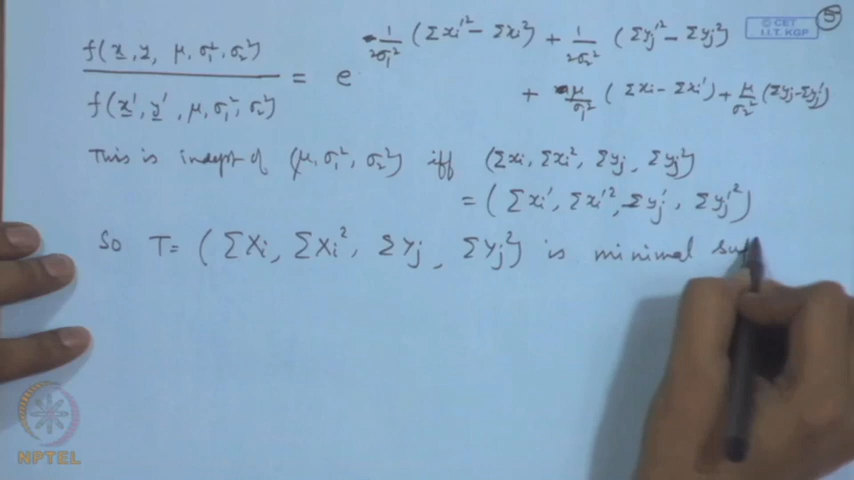 © CET
I.I.T. KGP
5
f(x, y, μ, σ₁², σ₂²) / f(x', y', μ, σ₁², σ₂²) = e^{-1/2σ₁² (Σxi'² - Σxi²) + 1/2σ₂² (Σyj'² - Σyj²)
+ μ/σ₁² (Σxi - Σxi') + μ/σ₂² (Σyj - Σyj')}
This is indept of (μ, σ₁², σ₂²) iff (Σxi, Σxi², Σyj, Σyj²)
= (Σxi', Σxi'², Σyj', Σyj'²)
So T = (ΣXi, ΣXi², ΣYj, ΣYj²) is minimal suf
NPTEL